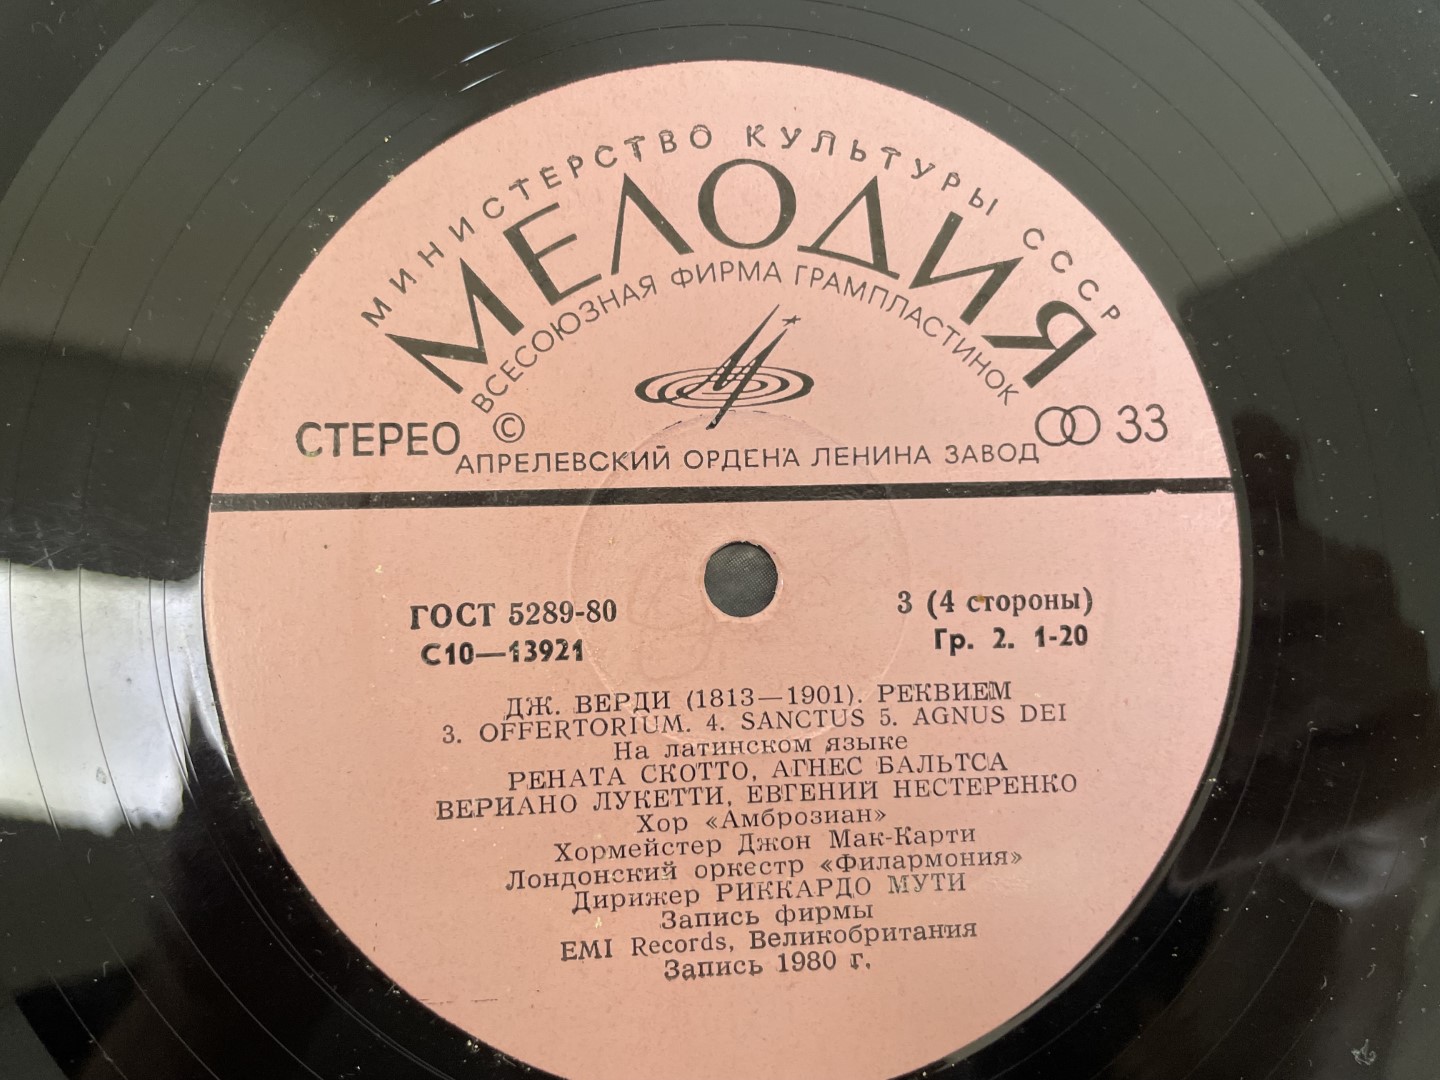 МИНИСТЕРСТВО КУЛЬТУРЫ СССР
МЕЛОДИЯ
ВСЕСОЮЗНАЯ ФИРМА ГРАМПЛАСТИНОК
СТЕРЕО © 33
АПРЕЛЕВСКИЙ ОРДЕНА ЛЕНИНА ЗАВОД
ГОСТ 5289-80 3 (4 стороны)
С10—13921 Гр. 2. 1-20
ДЖ. ВЕРДИ (1813—1901). РЕКВИЕМ
3. OFFERTORIUM. 4. SANCTUS 5. AGNUS DEI
На латинском языке
РЕНАТА СКОТТО, АГНЕС БАЛЬТСА
ВЕРИАНО ЛУКЕТТИ, ЕВГЕНИЙ НЕСТЕРЕНКО
Хор «Амброзиан»
Хормейстер Джон Мак-Карти
Лондонский оркестр «Филармония»
Дирижер РИККАРДО МУТИ
Запись фирмы
EMI Records, Великобритания
Запись 1980 г.